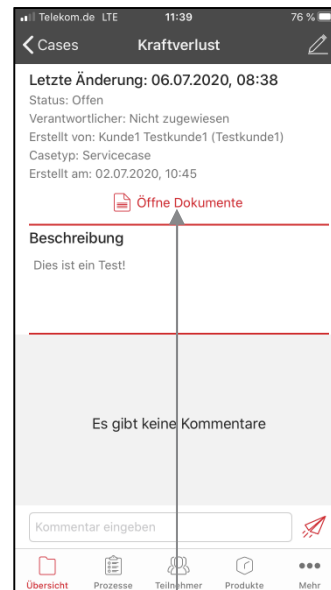 Telekom.de LTE 11:39 76 %
Cases Kraftverlust
Letzte Änderung: 06.07.2020, 08:38
Status: Offen
Verantwortlicher: Nicht zugewiesen
Erstellt von: Kunde1 Testkunde1 (Testkunde1)
Casetyp: Servicecase
Erstellt am: 02.07.2020, 10:45
Öffne Dokumente
Beschreibung
Dies ist ein Test!
Es gibt keine Kommentare
Kommentar eingeben
Übersicht Prozesse Teilnehmer Produkte Mehr